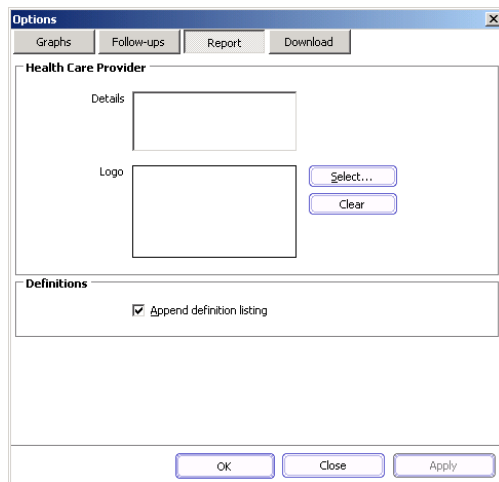 Options
Graphs Follow-ups Report Download
Health Care Provider
Details
Logo
Select...
Clear
Definitions
Append definition listing
OK Close Apply